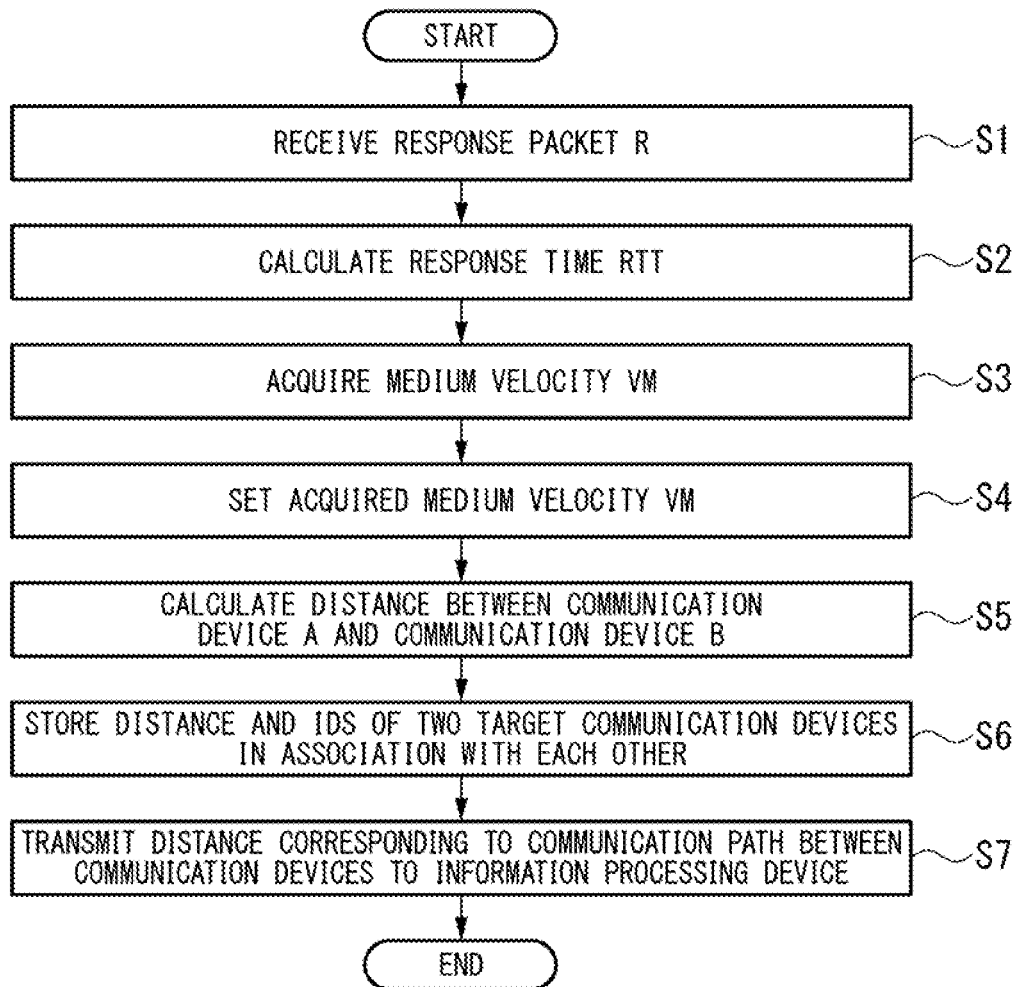 START
RECEIVE RESPONSE PACKET R
S1
CALCULATE RESPONSE TIME RTT
S2
ACQUIRE MEDIUM VELOCITY VM
S3
SET ACQUIRED MEDIUM VELOCITY VM
S4
CALCULATE DISTANCE BETWEEN COMMUNICATION
DEVICE A AND COMMUNICATION DEVICE B
S5
STORE DISTANCE AND IDS OF TWO TARGET COMMUNICATION DEVICES
IN ASSOCIATION WITH EACH OTHER
S6
TRANSMIT DISTANCE CORRESPONDING TO COMMUNICATION PATH BETWEEN
COMMUNICATION DEVICES TO INFORMATION PROCESSING DEVICE
S7
END